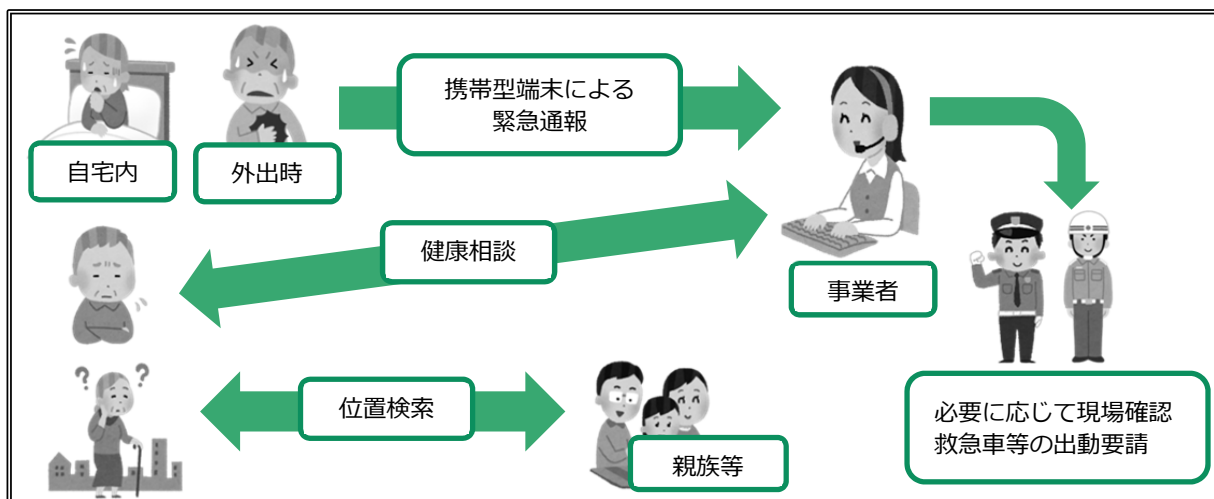 携帯型端末による
緊急通報
自宅内
外出時
健康相談
事業者
位置検索
親族等
必要に応じて現場確認
救急車等の出動要請
? ?